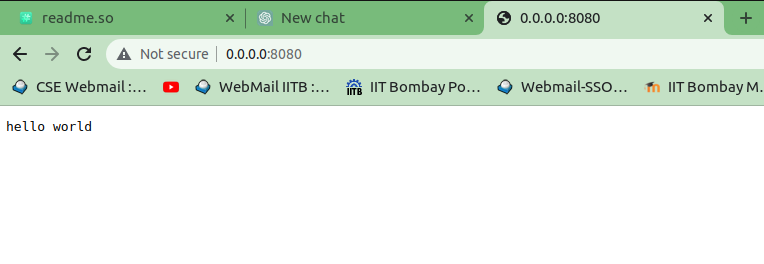 readme.so New chat 0.0.0.0:8080
Not secure 0.0.0.0:8080
CSE Webmail :... WebMail IITB :... IITB IIT Bombay Po... Webmail-SSO... IIT Bombay M.
hello world